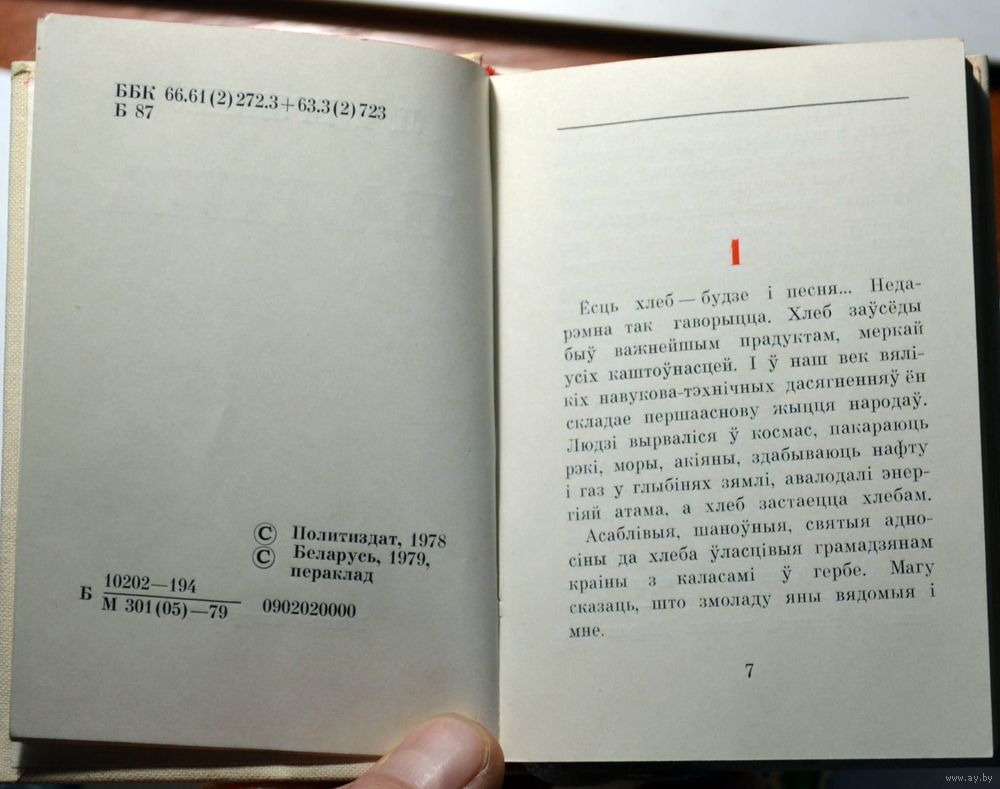 ББК 66.61(2)272.3+63.3(2)723
Б 87
© Политиздат, 1978
© Беларусь, 1979,
пераклад
Б 10202—194
М 301(05)—79 0902020000
1
Ёсць хлеб — будзе і песня... Неда-
рэмна так гаворыцца. Хлеб заўсёды
быў важнейшым прадуктам, меркай
усіх каштоўнасцей. І ў наш век вялі-
кіх навукова-тэхнічных дасягненняў ён
складае першааснову жыцця народаў.
Людзі вырваліся ў космас, пакараюць
рэкі, моры, акіяны, здабываюць нафту
і газ у глыбінях зямлі, авалодалі энер-
гіяй атама, а хлеб застаецца хлебам.
Асаблівыя, шаноўныя, святыя адно-
сіны да хлеба ўласцівыя грамадзянам
краіны з каласамі ў гербе. Магу
сказаць, што змоладу яны вядомыя і
мне.
7
www.ay.by